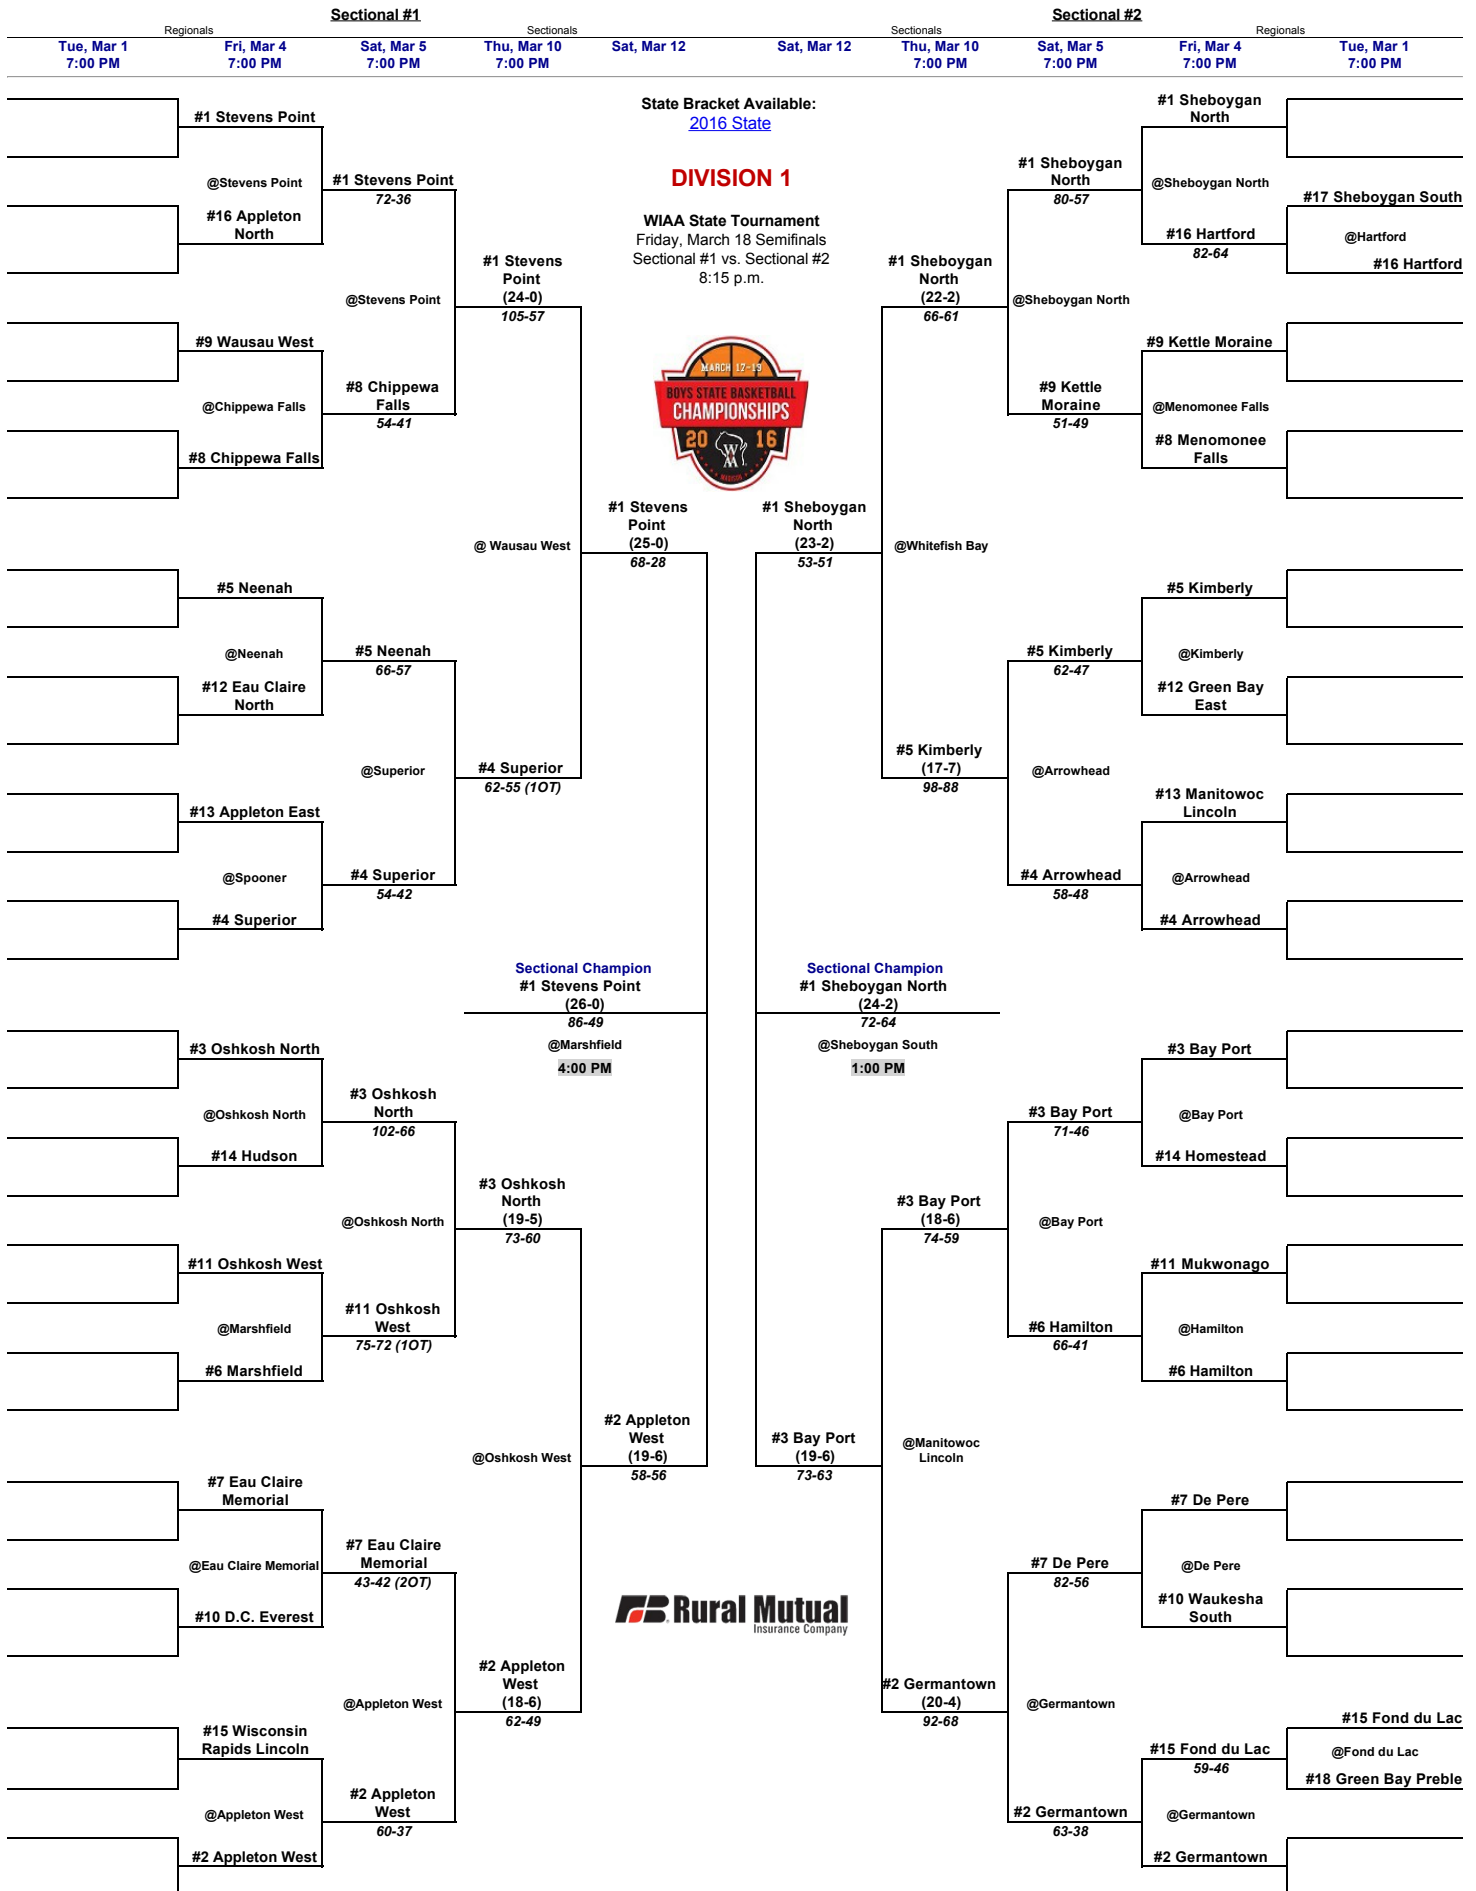 Sectional #1
Sectional #2
Regionals
Sectionals
Sectionals
Regionals
Tue, Mar 1
7:00 PM
Fri, Mar 4
7:00 PM
Sat, Mar 5
7:00 PM
Thu, Mar 10
7:00 PM
Sat, Mar 12
Sat, Mar 12
Thu, Mar 10
7:00 PM
Sat, Mar 5
7:00 PM
Fri, Mar 4
7:00 PM
Tue, Mar 1
7:00 PM
State Bracket Available:
2016 State
DIVISION 1
WIAA State Tournament
Friday, March 18 Semifinals
Sectional #1 vs. Sectional #2
8:15 p.m.
MARCH 17-19
BOYS STATE BASKETBALL
CHAMPIONSHIPS
20 16
MADISON
#1 Stevens Point
@Stevens Point
#16 Appleton
North
#9 Wausau West
@Chippewa Falls
#8 Chippewa Falls
#5 Neenah
@Neenah
#12 Eau Claire
North
#13 Appleton East
@Spooner
#4 Superior
#3 Oshkosh North
@Oshkosh North
#14 Hudson
#11 Oshkosh West
@Marshfield
#6 Marshfield
#7 Eau Claire
Memorial
@Eau Claire Memorial
#10 D.C. Everest
#15 Wisconsin
Rapids Lincoln
@Appleton West
#2 Appleton West
#1 Stevens Point
72-36
@Stevens Point
#8 Chippewa
Falls
54-41
#5 Neenah
66-57
@Superior
#4 Superior
54-42
#3 Oshkosh
North
102-66
@Oshkosh North
#11 Oshkosh
West
75-72 (1OT)
#7 Eau Claire
Memorial
43-42 (2OT)
@Appleton West
#2 Appleton
West
60-37
#1 Stevens
Point
(24-0)
105-57
@ Wausau West
#4 Superior
62-55 (1OT)
#3 Oshkosh
North
(19-5)
73-60
@Oshkosh West
#2 Appleton
West
(18-6)
62-49
#1 Stevens
Point
(25-0)
68-28
Sectional Champion
#1 Stevens Point
(26-0)
86-49
@Marshfield
4:00 PM
#2 Appleton
West
(19-6)
58-56
#1 Sheboygan
North
(23-2)
53-51
Sectional Champion
#1 Sheboygan North
(24-2)
72-64
@Sheboygan South
1:00 PM
#3 Bay Port
(19-6)
73-63
Rural Mutual
Insurance Company
#1 Sheboygan
North
(22-2)
66-61
@Whitefish Bay
#5 Kimberly
(17-7)
98-88
#3 Bay Port
(18-6)
74-59
@Manitowoc
Lincoln
#2 Germantown
(20-4)
92-68
#1 Sheboygan
North
80-57
@Sheboygan North
#9 Kettle
Moraine
51-49
#5 Kimberly
62-47
@Arrowhead
#4 Arrowhead
58-48
#3 Bay Port
71-46
@Bay Port
#6 Hamilton
66-41
#7 De Pere
82-56
@Germantown
#2 Germantown
63-38
#1 Sheboygan
North
@Sheboygan North
#16 Hartford
82-64
#9 Kettle Moraine
@Menomonee Falls
#8 Menomonee
Falls
#5 Kimberly
@Kimberly
#12 Green Bay
East
#13 Manitowoc
Lincoln
@Arrowhead
#4 Arrowhead
#3 Bay Port
@Bay Port
#14 Homestead
#11 Mukwonago
@Hamilton
#6 Hamilton
#7 De Pere
@De Pere
#10 Waukesha
South
#15 Fond du Lac
59-46
@Germantown
#2 Germantown
#17 Sheboygan South
@Hartford
#16 Hartford
#15 Fond du Lac
@Fond du Lac
#18 Green Bay Preble